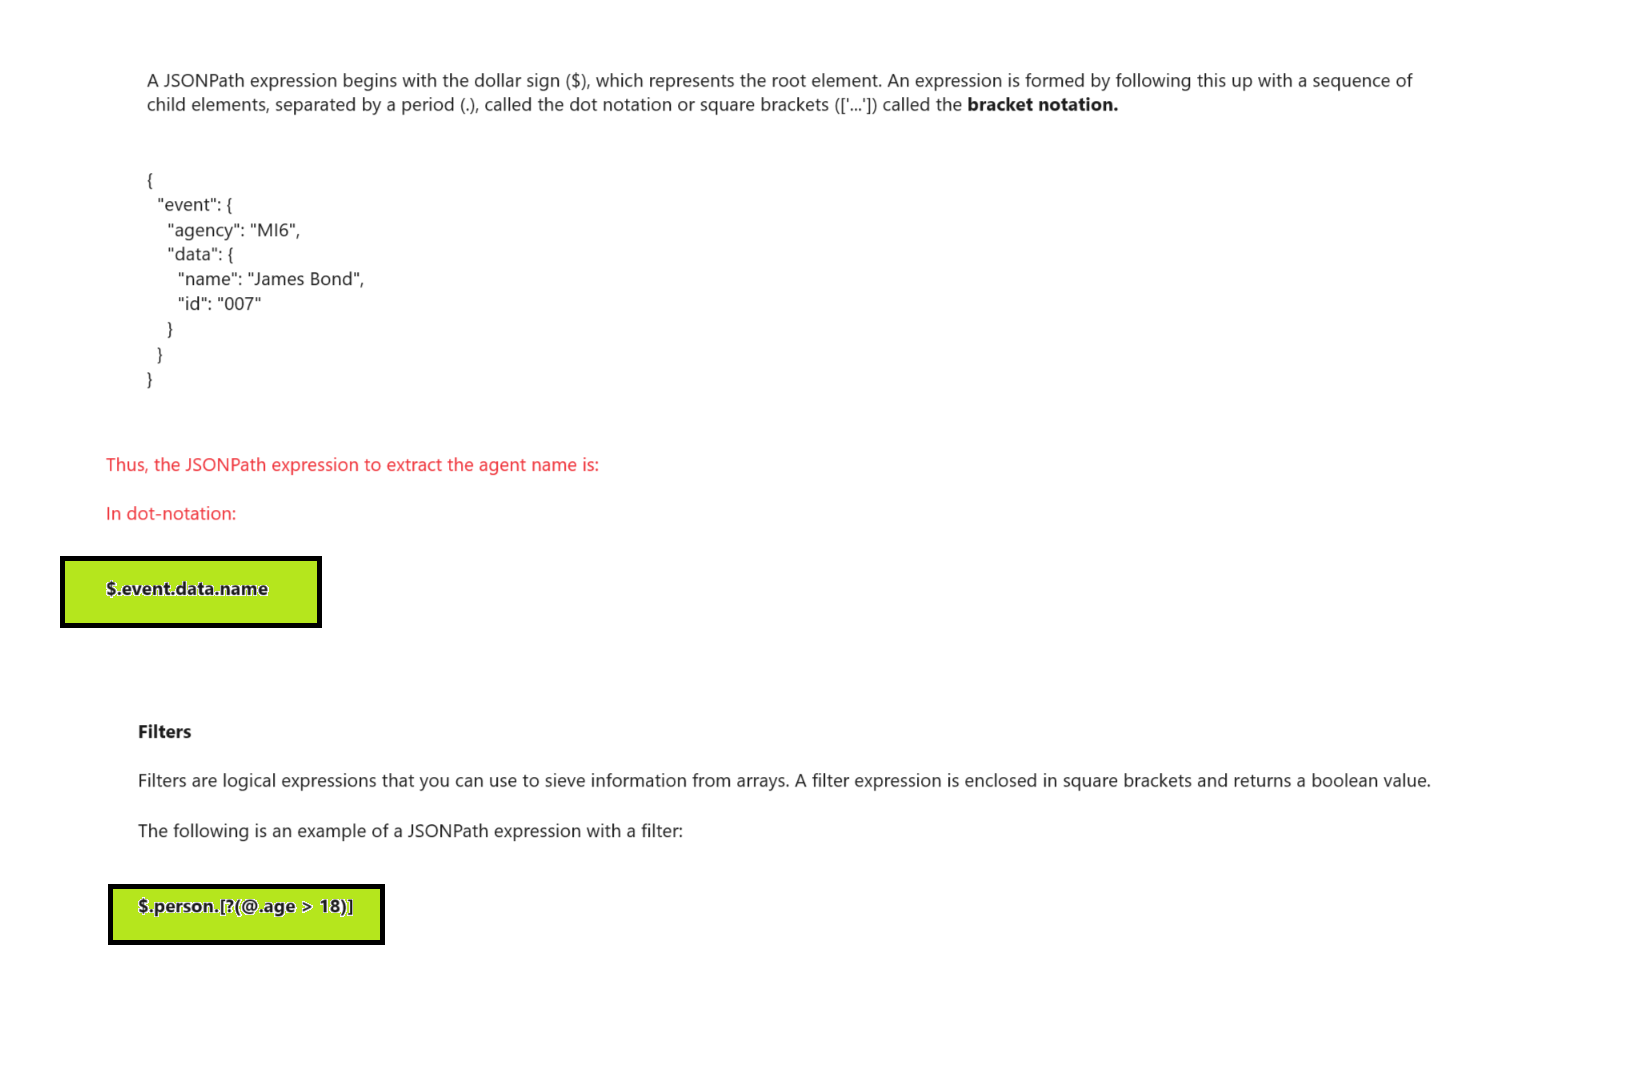 A JSONPath expression begins with the dollar sign ($), which represents the root element. An expression is formed by following this up with a sequence of
child elements, separated by a period (.), called the dot notation or square brackets (['...']) called the bracket notation.
{
"event": {
"agency": "MI6",
"data": {
"name": "James Bond",
"id": "007"
}
}
}
Thus, the JSONPath expression to extract the agent name is:
In dot-notation:
$.event.data.name
Filters
Filters are logical expressions that you can use to sieve information from arrays. A filter expression is enclosed in square brackets and returns a boolean value.
The following is an example of a JSONPath expression with a filter:
$.person.[?(@.age > 18)]